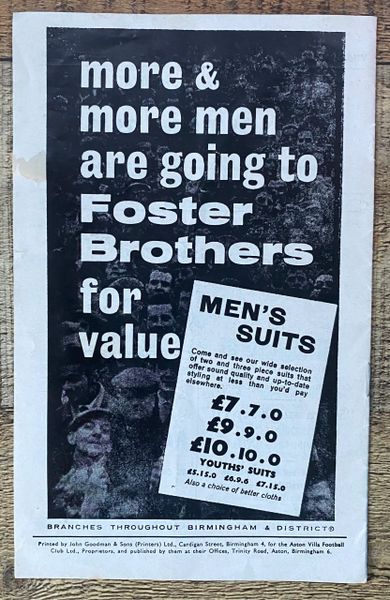 more &
more men
are going to
Foster
Brothers
for
value
MEN'S
SUITS
Come and see our wide selection
of two and three piece suits that
offer sound quality and up-to-date
styling at less than you'd pay
elsewhere.
£7.7.0
£9.9.0
£10.10.0
YOUTHS' SUITS
£5.15.0 £6.9.6 £7.15.0
Also a choice of better cloths
BRANCHES THROUGHOUT BIRMINGHAM & DISTRICT
Printed by John Goodman & Sons (Printers) Ltd., Cardigan Street, Birmingham 4, for the Aston Villa Football
Club Ltd., Proprietors, and published by them at their Offices, Trinity Road, Aston, Birmingham 6.